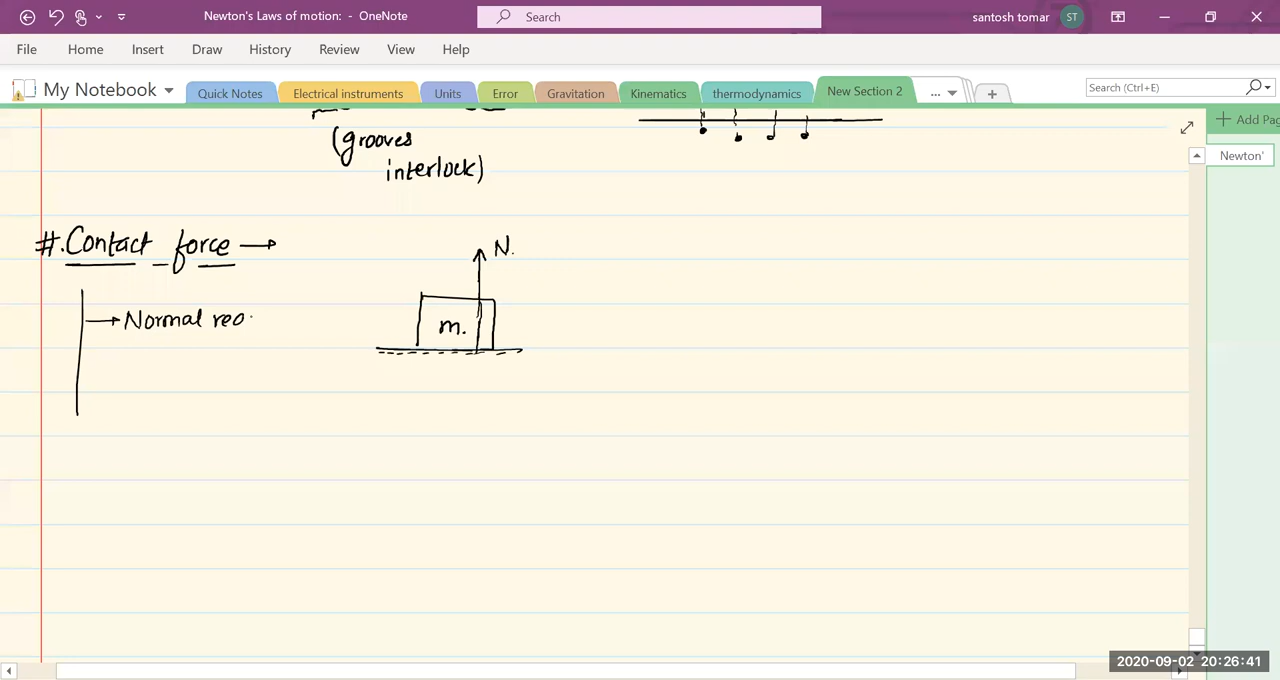 Newton's Laws of motion: - OneNote
Search
santosh tomar
ST
File Home Insert Draw History Review View Help
My Notebook
Quick Notes Electrical instruments Units Error Gravitation Kinematics thermodynamics New Section 2 ...
Search (Ctrl+E)
Add Pag
Newton'
(grooves
interlock)
#. Contact force →
N.
→ Normal rea
m.
2020-09-02 20:26:41